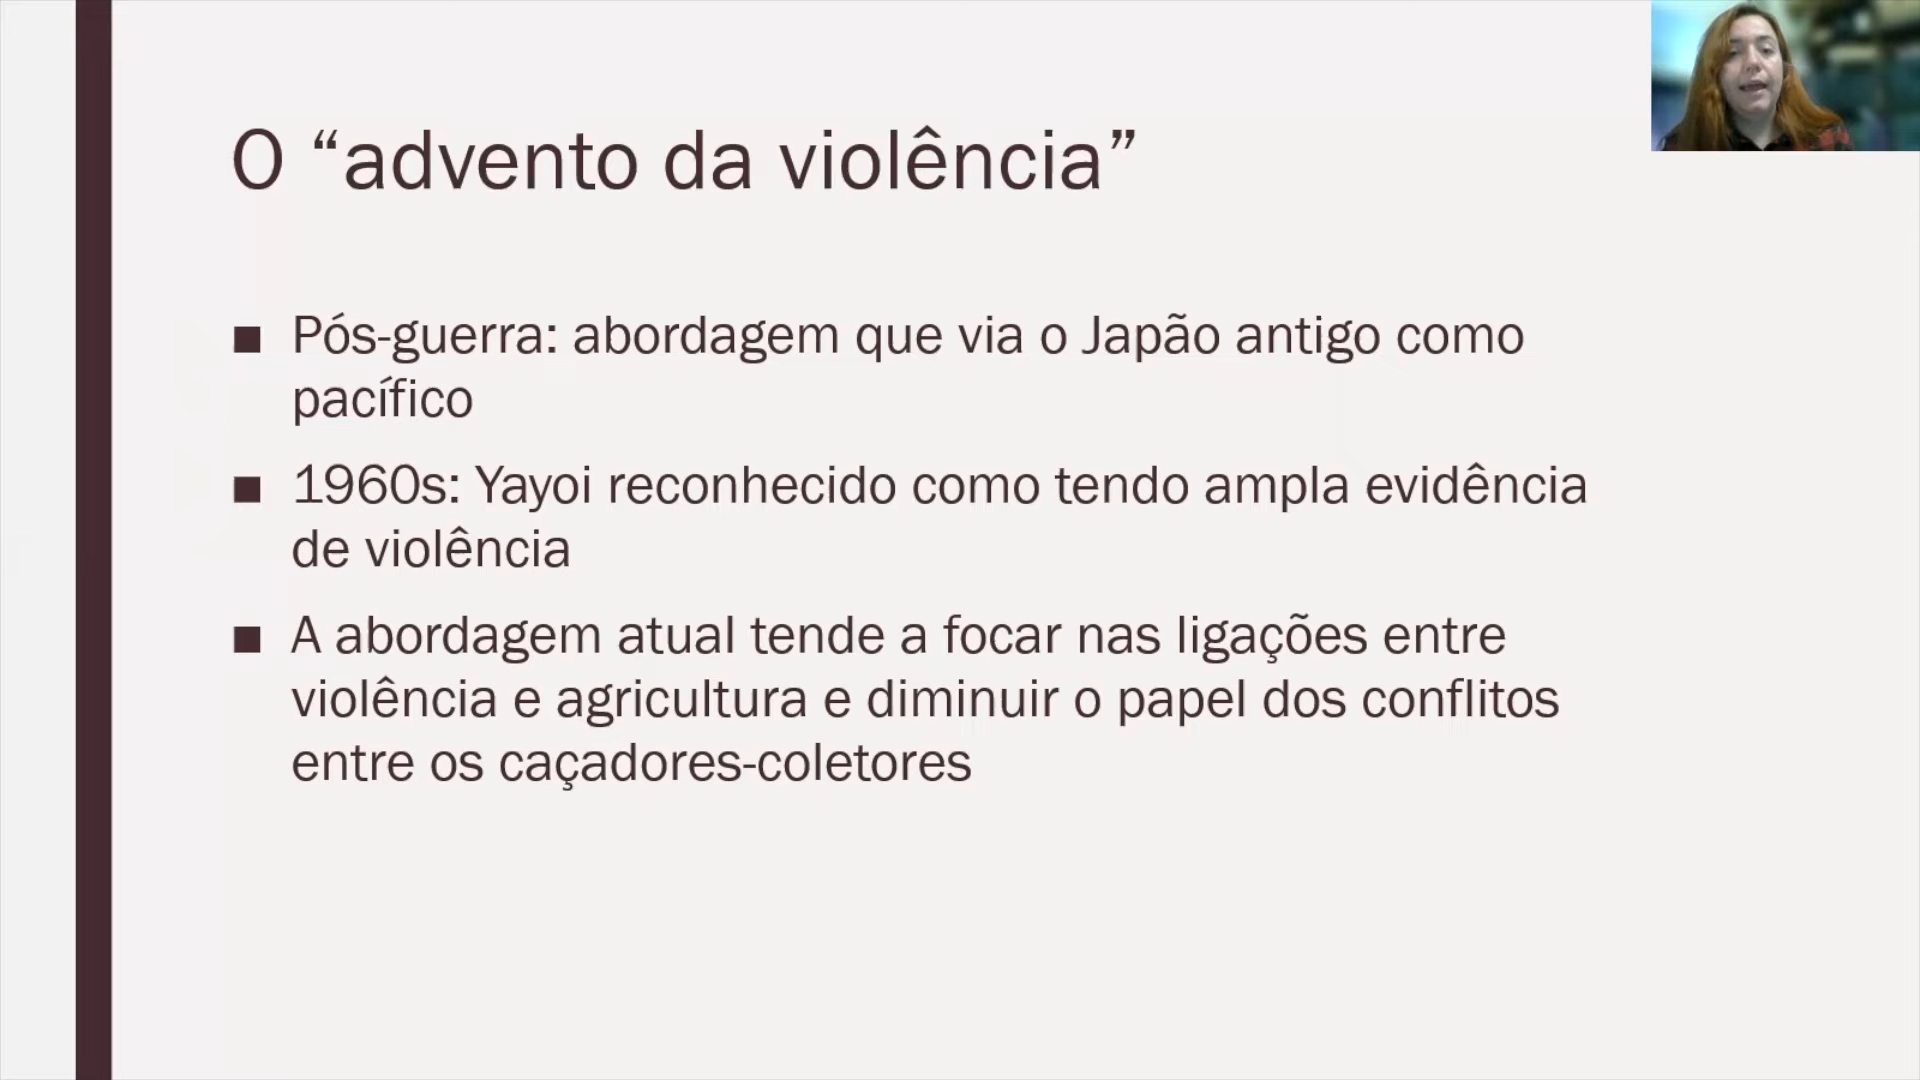 O “advento da violência”
■ Pós-guerra: abordagem que via o Japão antigo como
pacífico
■ 1960s: Yayoi reconhecido como tendo ampla evidência
de violência
■ A abordagem atual tende a focar nas ligações entre
violência e agricultura e diminuir o papel dos conflitos
entre os caçadores-coletores